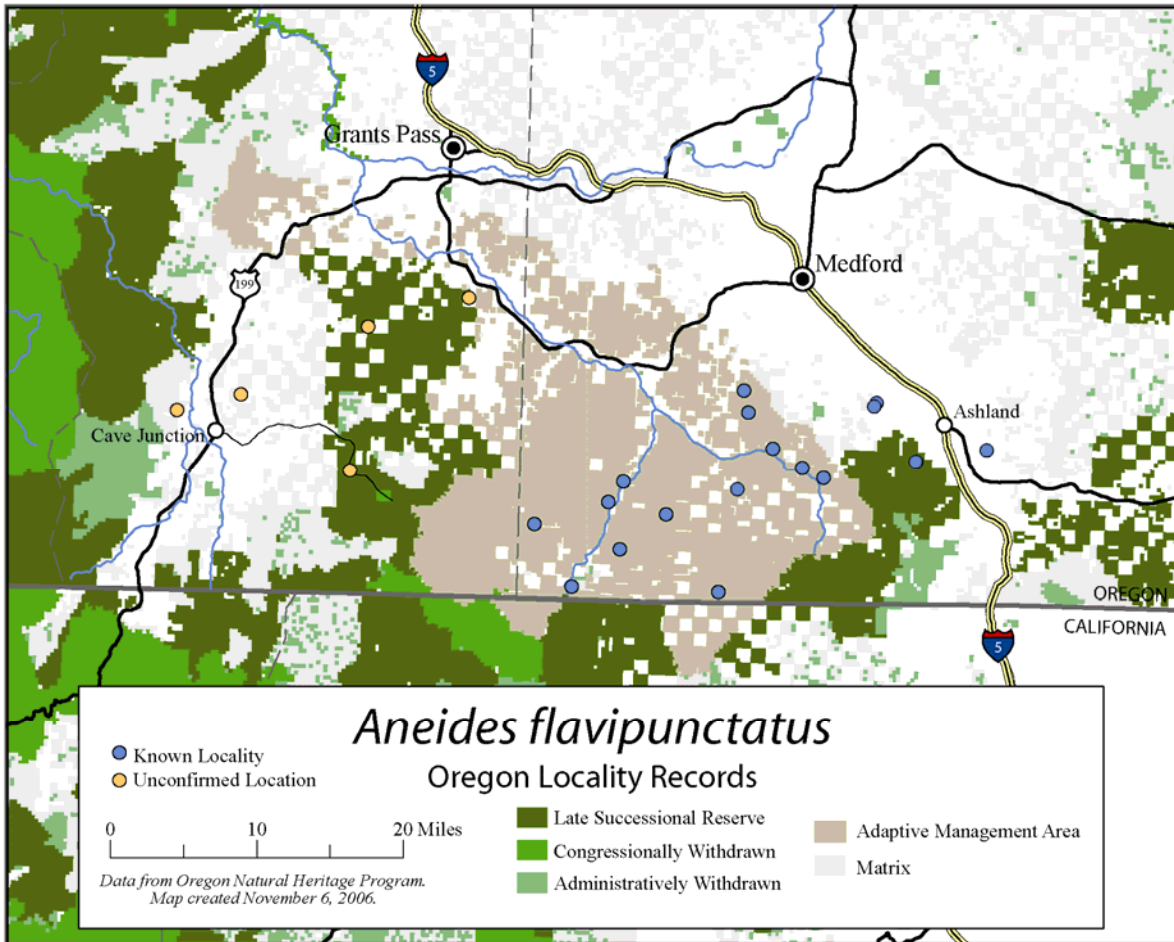 5
Grants Pass
Medford
199
Ashland
Cave Junction
OREGON
CALIFORNIA
5
Aneides flavipunctatus
Oregon Locality Records
Known Locality
Unconfirmed Location
0 10 20 Miles
Data from Oregon Natural Heritage Program.
Map created November 6, 2006.
Late Successional Reserve
Congressionally Withdrawn
Administratively Withdrawn
Adaptive Management Area
Matrix